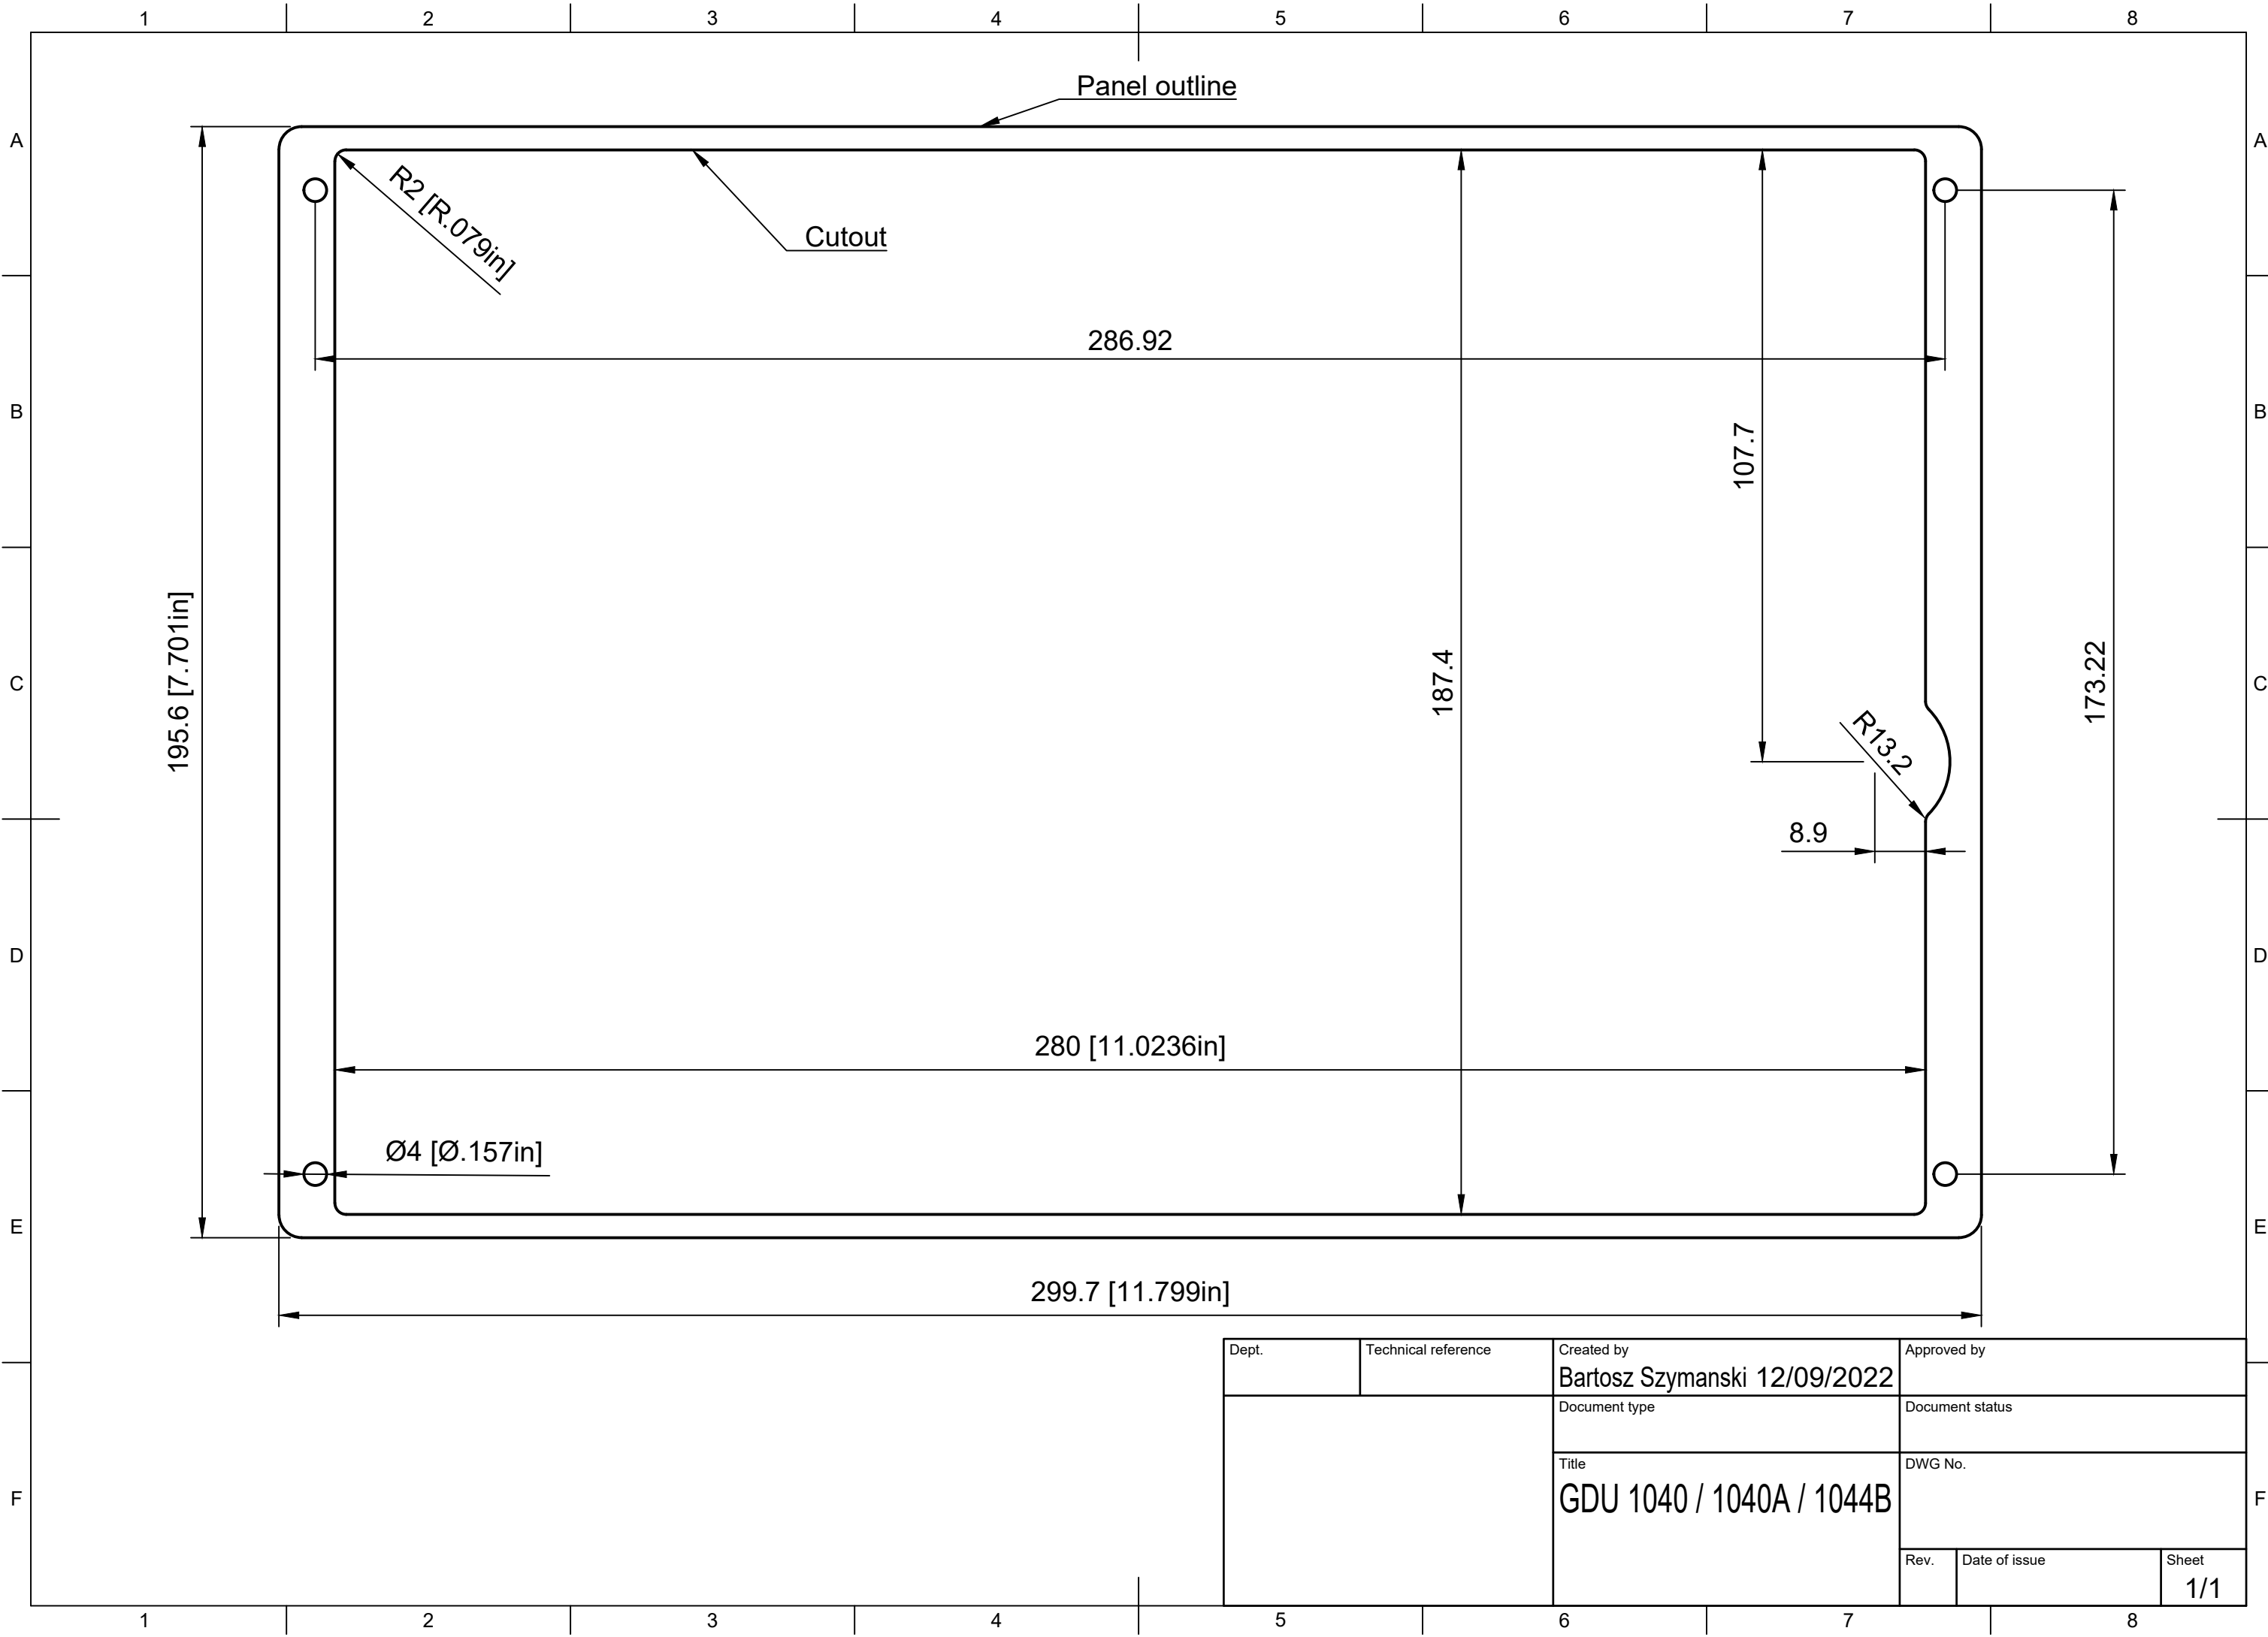 1 2 3 4 5 6 7 8
Panel outline
A A
R2 [R.079in]
Cutout
286.92
B B
107.7
195.6 [7.701in]
187.4
173.22
C C
R13.2
8.9
D D
280 [11.0236in]
Ø4 [Ø.157in]
E E
299.7 [11.799in]
Dept. Technical reference Created by Approved by
Bartosz Szymanski 12/09/2022
Document type Document status
Title DWG No.
GDU 1040 / 1040A / 1044B
F F
Rev. Date of issue Sheet
1/1
1 2 3 4 5 6 7 8